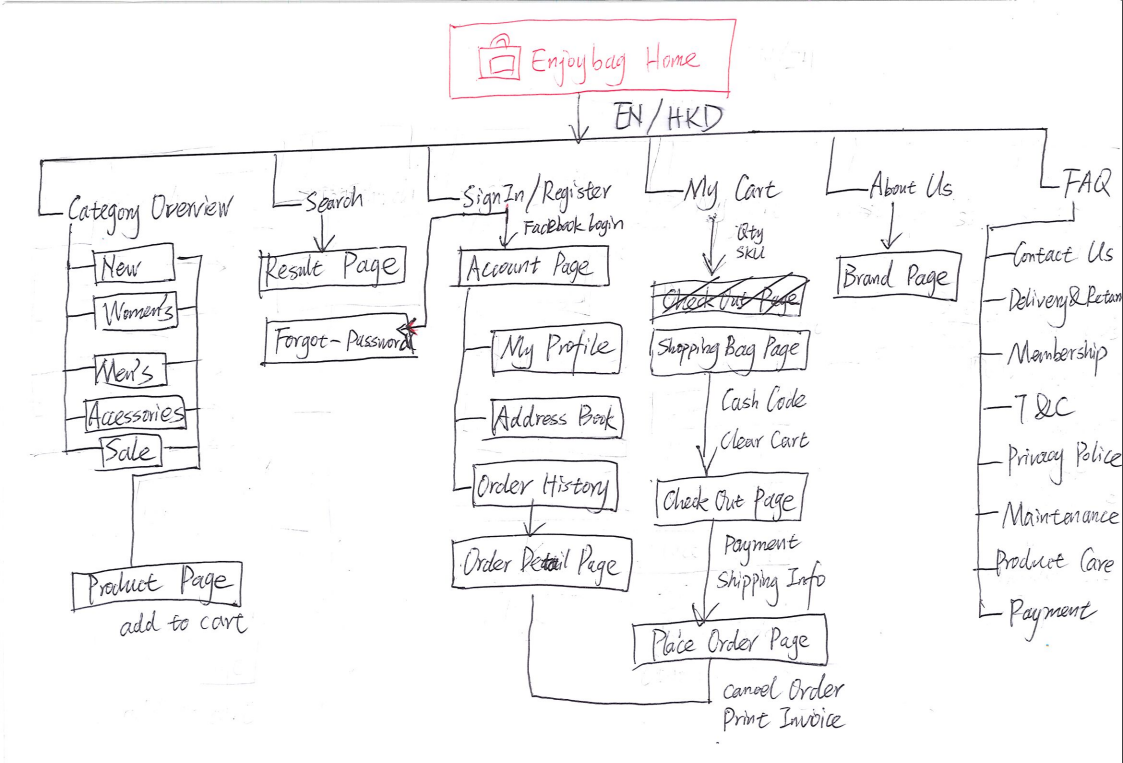 Enjoybag Home
EN/HKD
Category Overview
New
Women's
Men's
Accessories
Sale
Product Page
add to cart
Search
Result Page
Forgot-Password
Sign In/Register
Facebook Login
Account Page
My Profile
Address Book
Order History
Order Detail Page
My Cart
Qty
SKU
Check Out Page
Shopping Bag Page
Cash Code
Clear Cart
Check Out Page
Payment
Shipping Info
Place Order Page
Cancel Order
Print Invoice
About Us
Brand Page
FAQ
Contact Us
Delivery&Retan
Membership
T&C
Privacy Police
Maintenance
Product Care
Payment